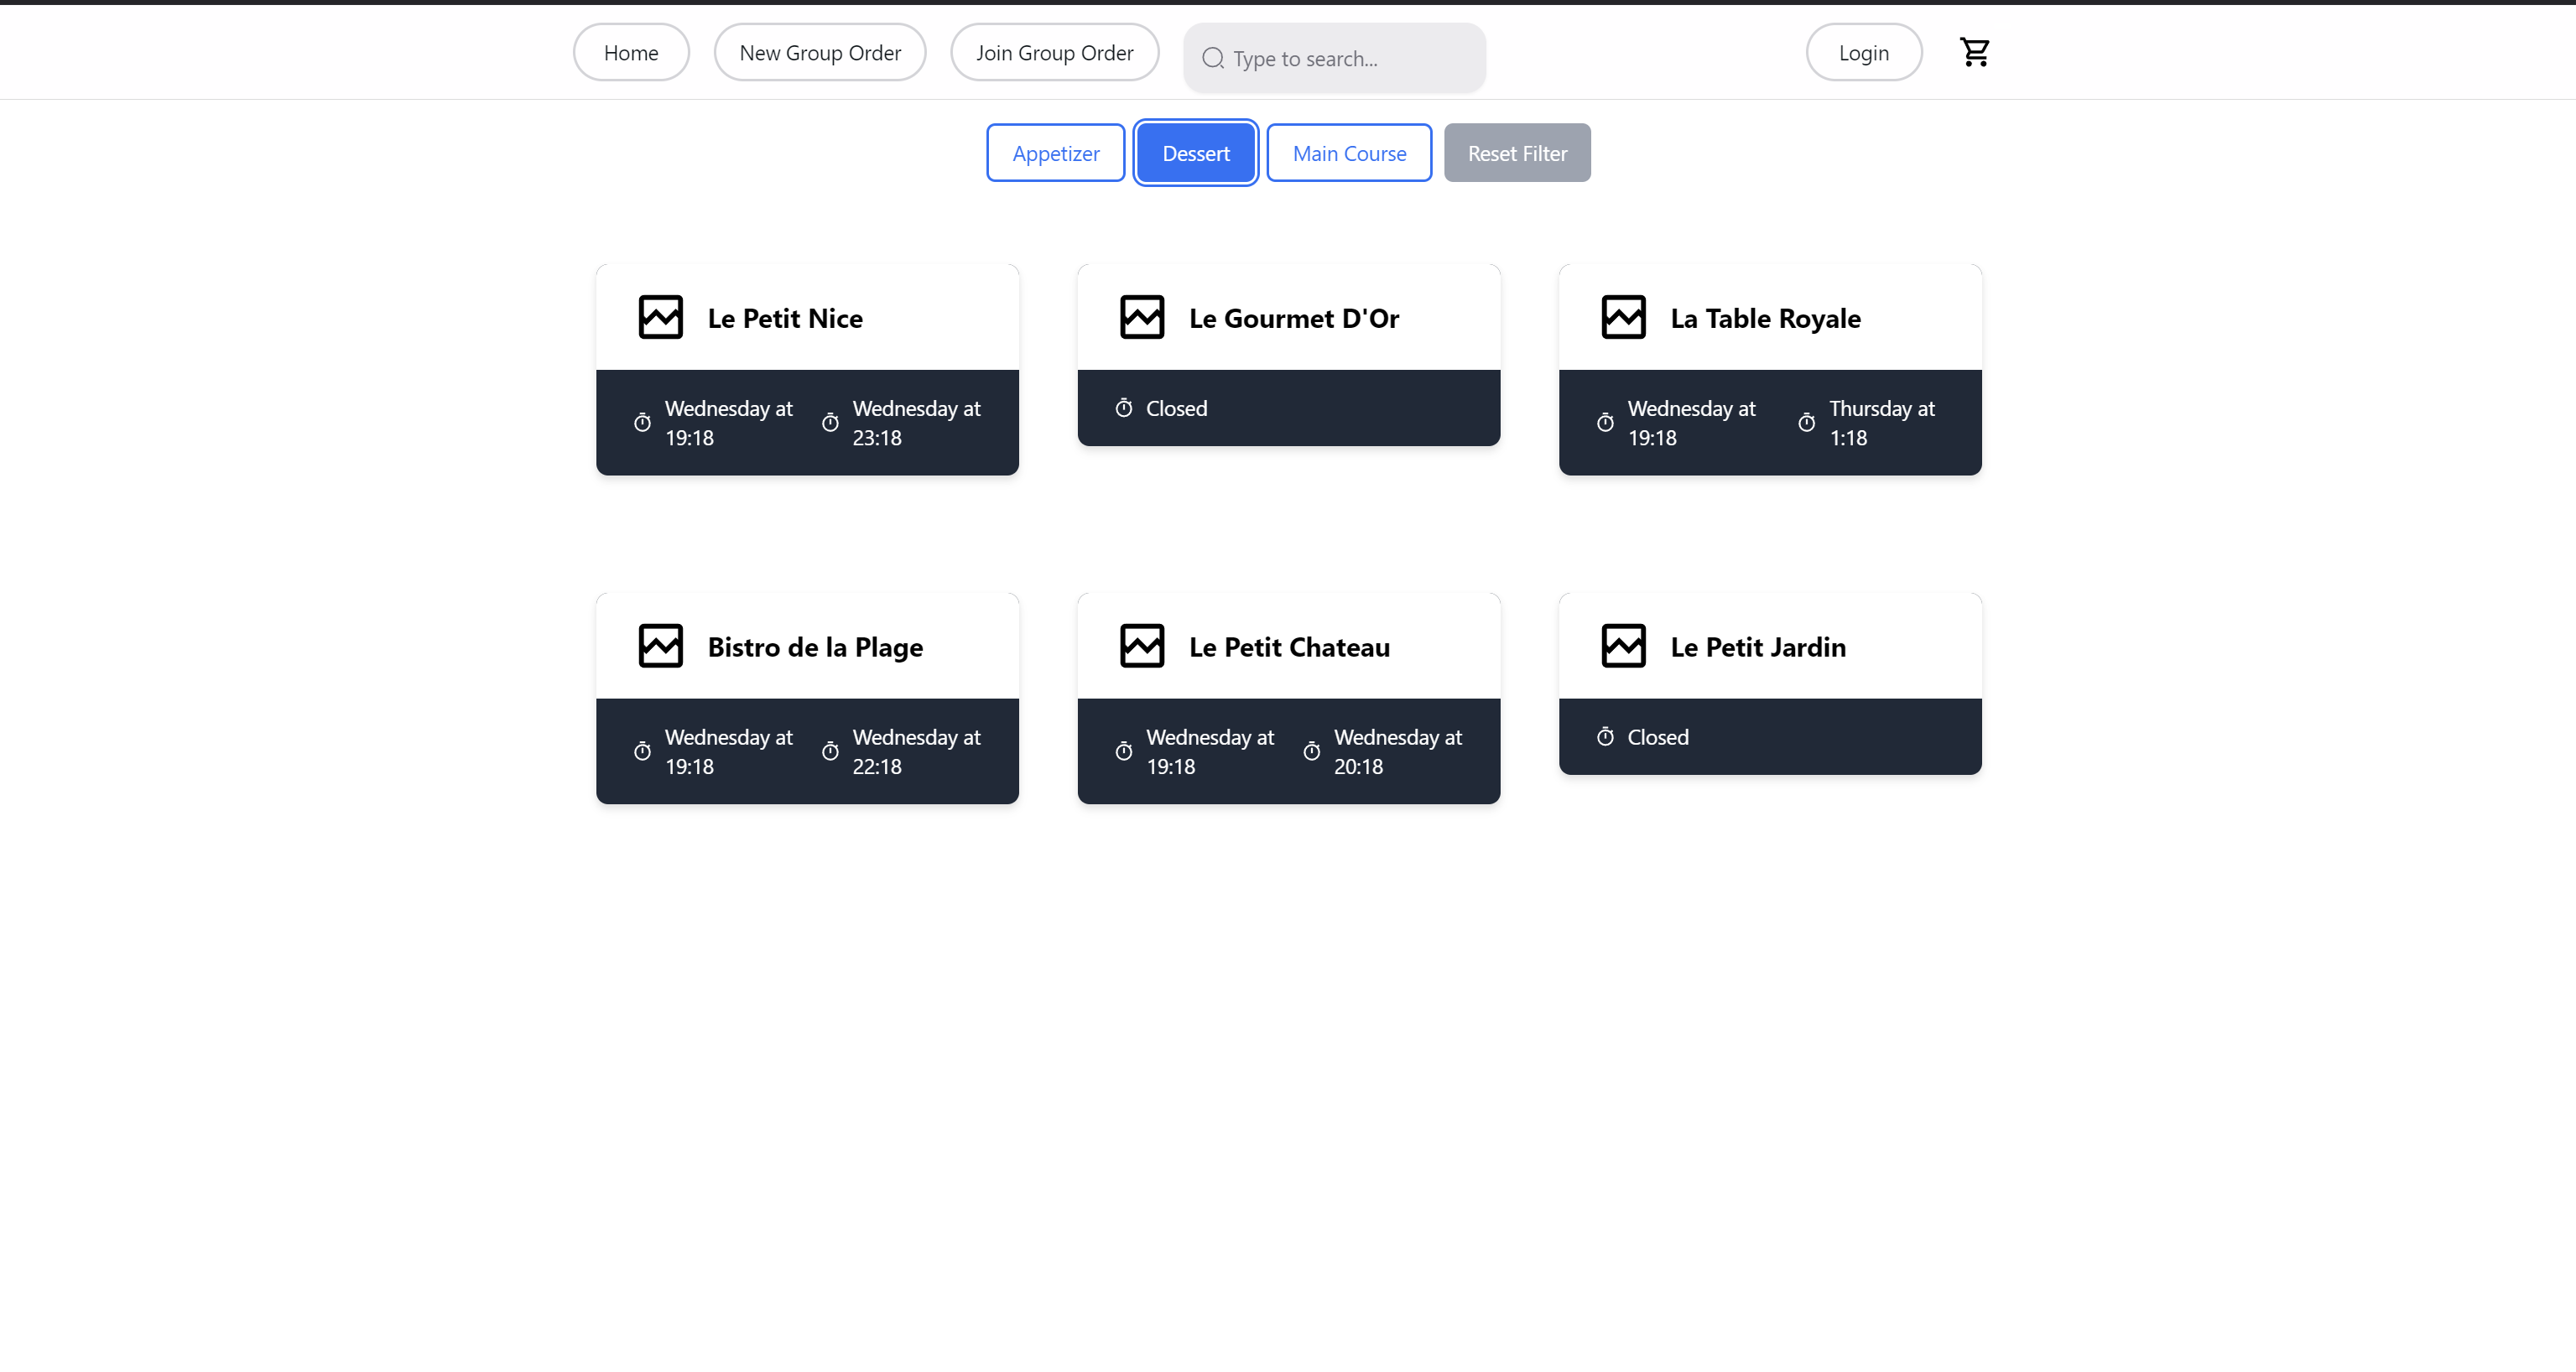 Home
New Group Order
Join Group Order
Type to search...
Login
Appetizer
Dessert
Main Course
Reset Filter
Le Petit Nice
Wednesday at
19:18
Wednesday at
23:18
Le Gourmet D'Or
Closed
La Table Royale
Wednesday at
19:18
Thursday at
1:18
Bistro de la Plage
Wednesday at
19:18
Wednesday at
22:18
Le Petit Chateau
Wednesday at
19:18
Wednesday at
20:18
Le Petit Jardin
Closed